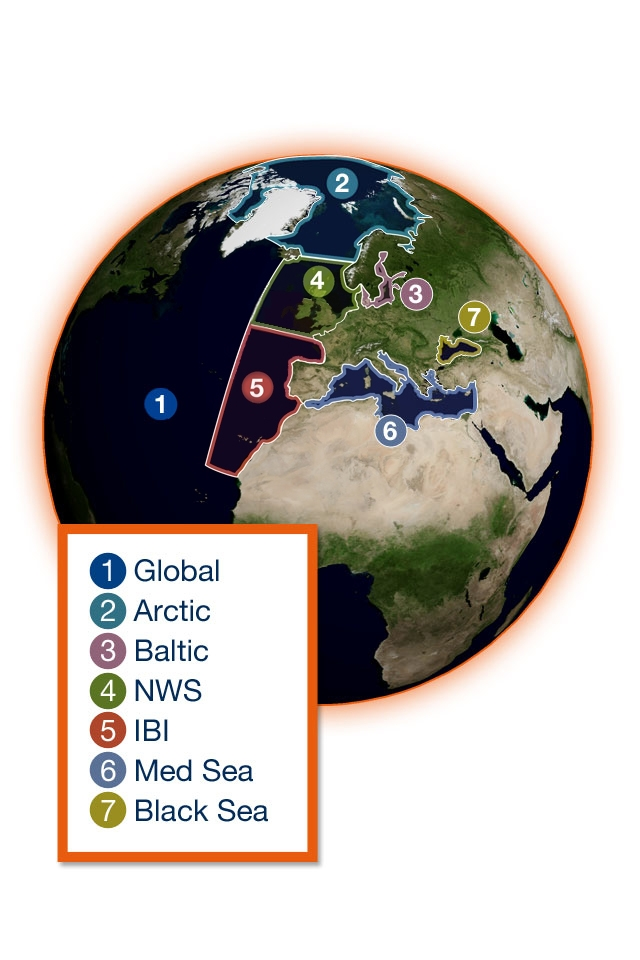 2
4
3
7
5
1
6
1 Global
2 Arctic
3 Baltic
4 NWS
5 IBI
6 Med Sea
7 Black Sea